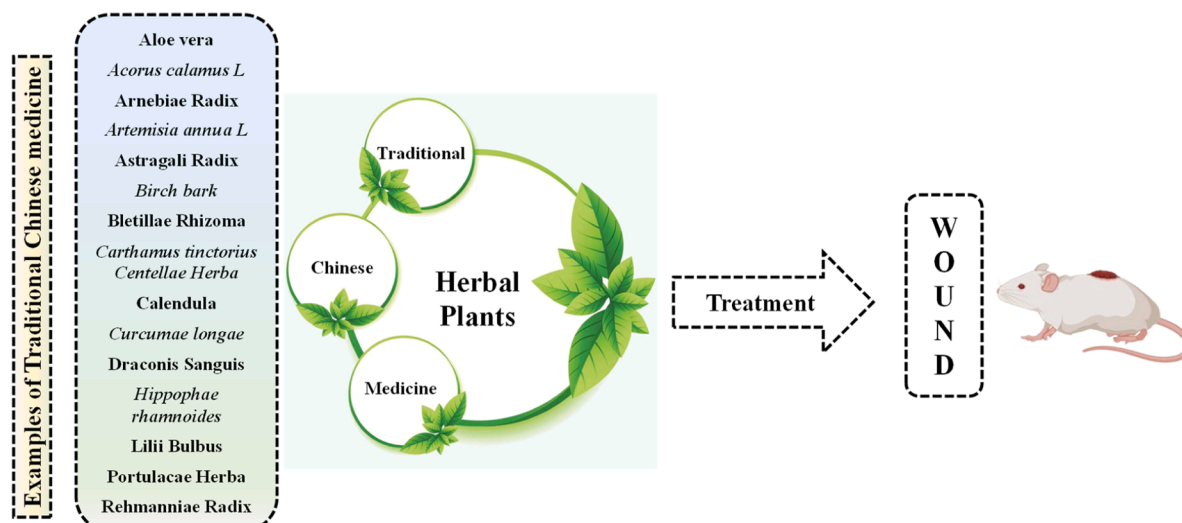 Examples of Traditional Chinese medicine
Aloe vera
Acorus calamus L
Arnebiae Radix
Artemisia annua L
Astragali Radix
Birch bark
Bletillae Rhizoma
Carthamus tinctorius
Centellae Herba
Calendula
Curcumae longae
Draconis Sanguis
Hippophae
rhamnoides
Lilii Bulbus
Portulacae Herba
Rehmanniae Radix
Traditional
Chinese
Medicine
Herbal
Plants
Treatment
W
O
U
N
D